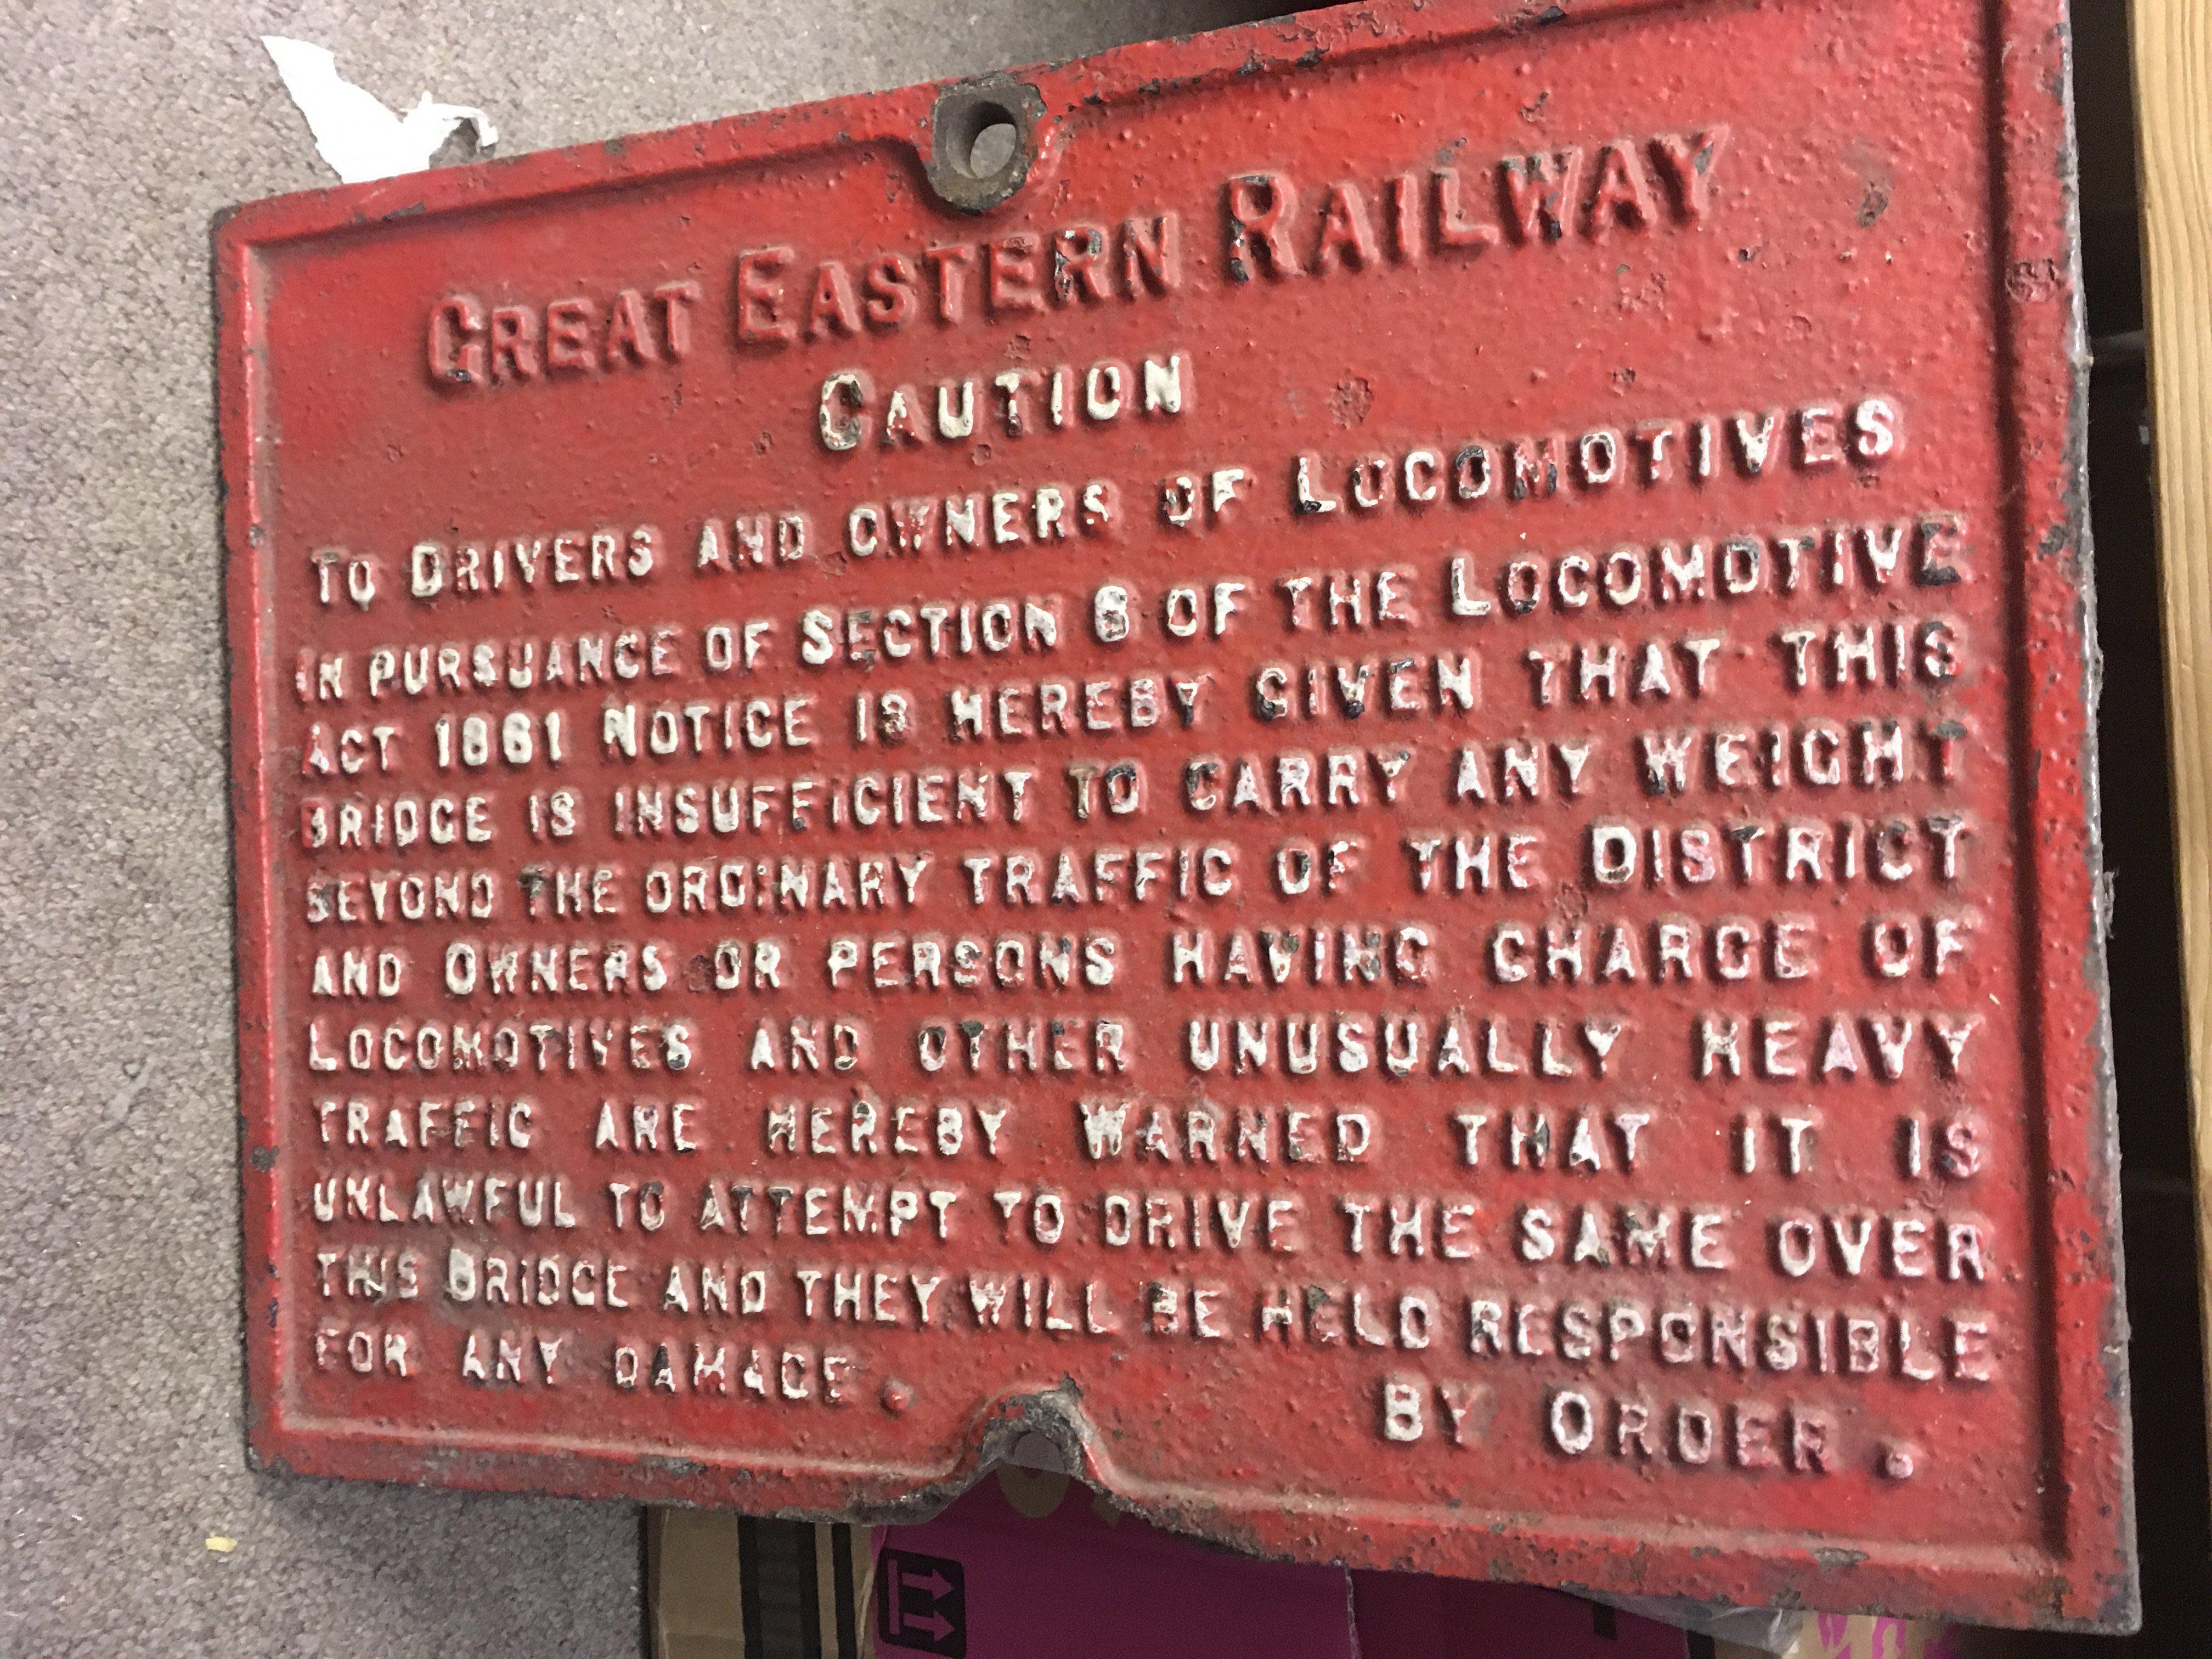 GREAT EASTERN RAILWAY
CAUTION
TO DRIVERS AND OWNERS OF LOCOMOTIVES
IN PURSUANCE OF SECTION 6 OF THE LOCOMOTIVE
ACT 1861 NOTICE IS HEREBY GIVEN THAT THIS
BRIDGE IS INSUFFICIENT TO CARRY ANY WEIGHT
BEYOND THE ORDINARY TRAFFIC OF THE DISTRICT
AND OWNERS OR PERSONS HAVING CHARGE OF
LOCOMOTIVES AND OTHER UNUSUALLY HEAVY
TRAFFIC ARE HEREBY WARNED THAT IT IS
UNLAWFUL TO ATTEMPT TO DRIVE THE SAME OVER
THIS BRIDGE AND THEY WILL BE HELD RESPONSIBLE
FOR ANY DAMAGE.
BY ORDER.